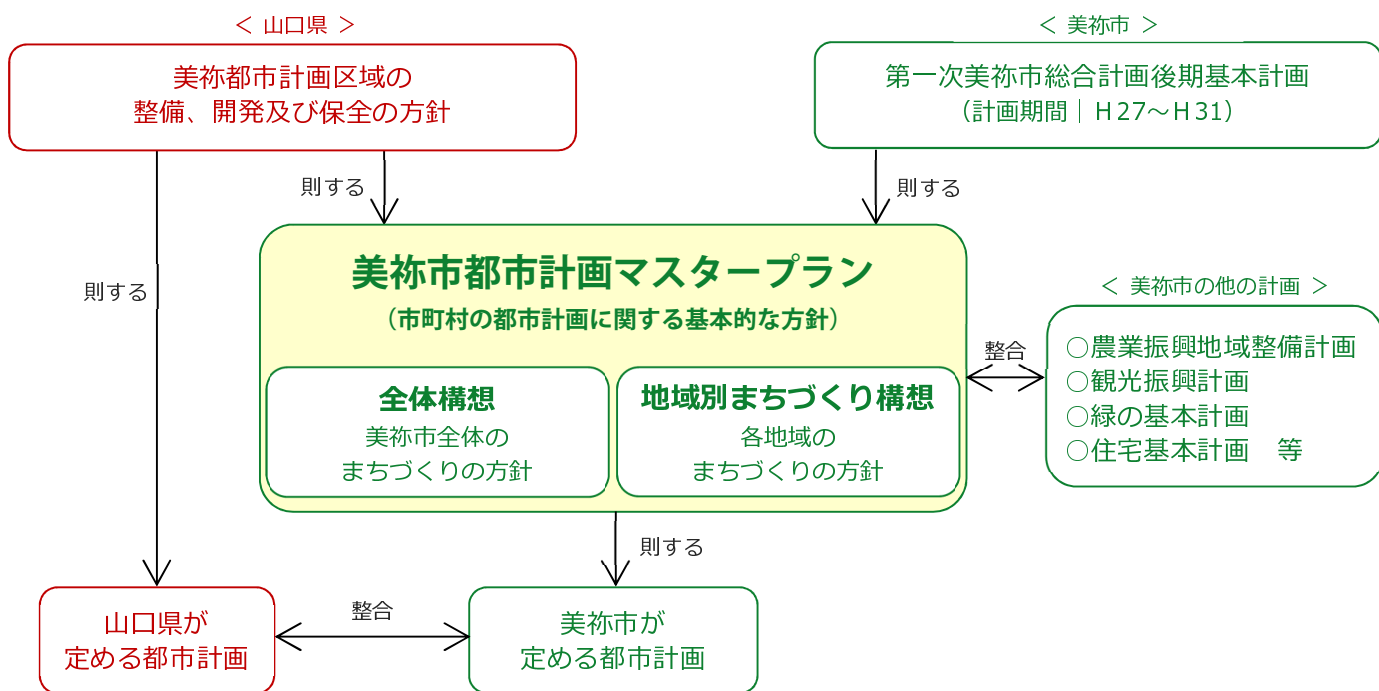 ＜ 山口県 ＞
美祢都市計画区域の
整備、開発及び保全の方針
＜ 美祢市 ＞
第一次美祢市総合計画後期基本計画
（計画期間｜Ｈ27～Ｈ31）
則する
則する
則する
美祢市都市計画マスタープラン
（市町村の都市計画に関する基本的な方針）
全体構想
美祢市全体の
まちづくりの方針
地域別まちづくり構想
各地域の
まちづくりの方針
整合
＜ 美祢市の他の計画 ＞
○農業振興地域整備計画
○観光振興計画
○緑の基本計画
○住宅基本計画　等
則する
山口県が
定める都市計画
整合
美祢市が
定める都市計画